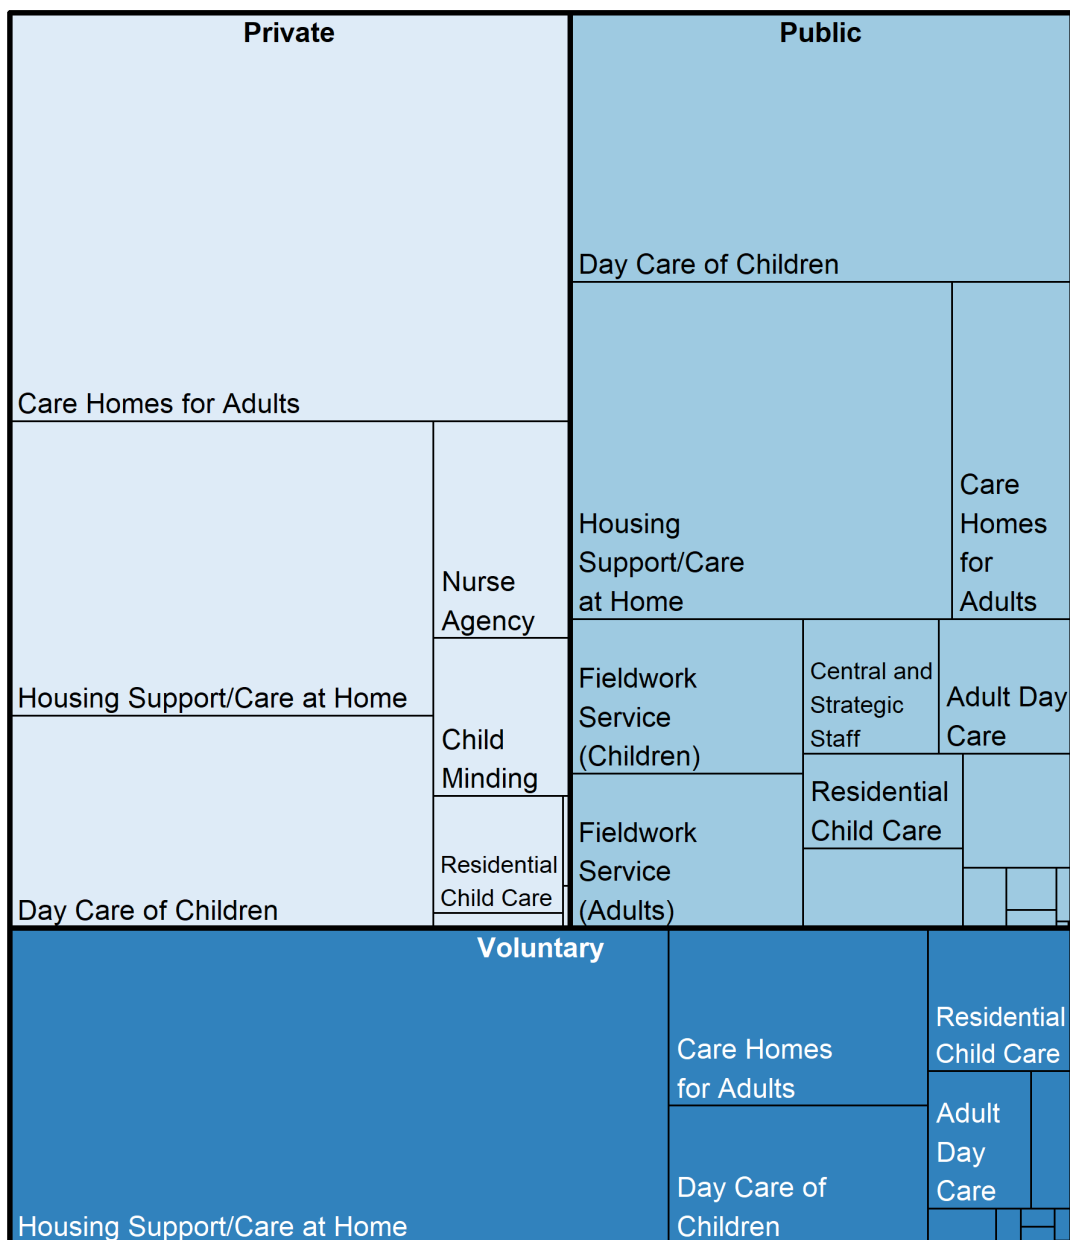 Private
Care Homes for Adults
Housing Support/Care at Home
Day Care of Children
Nurse
Agency
Child
Minding
Residential
Child Care
Public
Day Care of Children
Housing
Support/Care
at Home
Care
Homes
for
Adults
Fieldwork
Service
(Children)
Fieldwork
Service
(Adults)
Central and
Strategic
Staff
Adult Day
Care
Residential
Child Care
Voluntary
Housing Support/Care at Home
Care Homes
for Adults
Day Care of
Children
Residential
Child Care
Adult
Day
Care